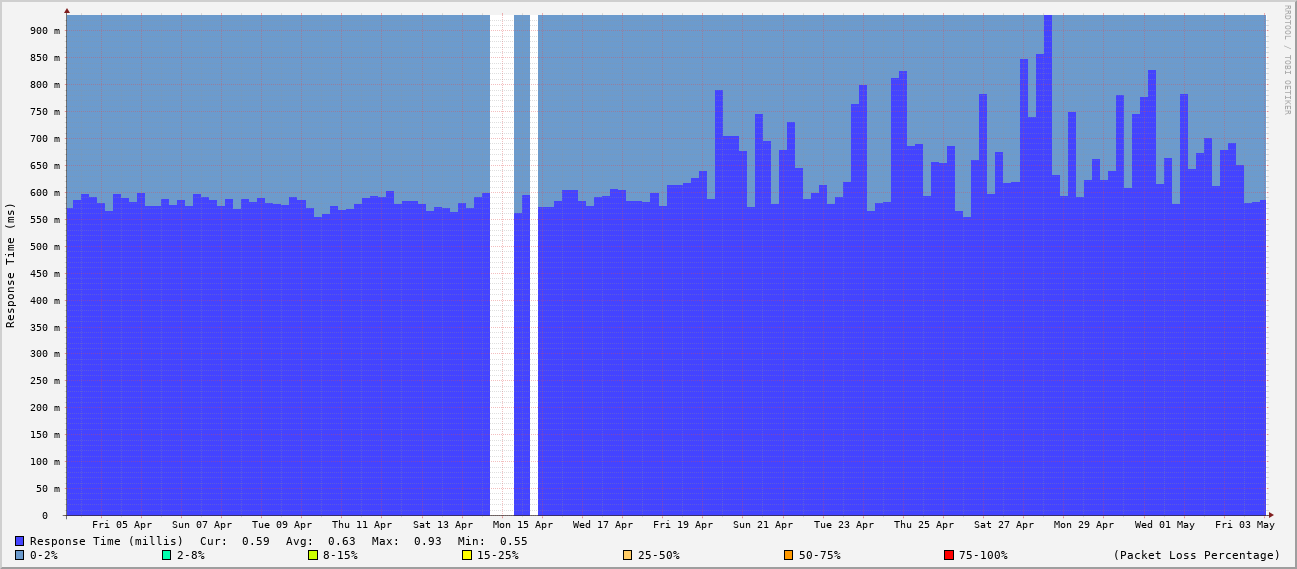 RRDTOOL / TOBI OETIKER
Response Time (ms)
900 m
850 m
800 m
750 m
700 m
650 m
600 m
550 m
500 m
450 m
400 m
350 m
300 m
250 m
200 m
150 m
100 m
50 m
0
Fri 05 Apr Sun 07 Apr Tue 09 Apr Thu 11 Apr Sat 13 Apr Mon 15 Apr Wed 17 Apr Fri 19 Apr Sun 21 Apr Tue 23 Apr Thu 25 Apr Sat 27 Apr Mon 29 Apr Wed 01 May Fri 03 May
Response Time (millis) Cur: 0.59 Avg: 0.63 Max: 0.93 Min: 0.55
0-2% 2-8% 8-15% 15-25% 25-50% 50-75% 75-100% (Packet Loss Percentage)